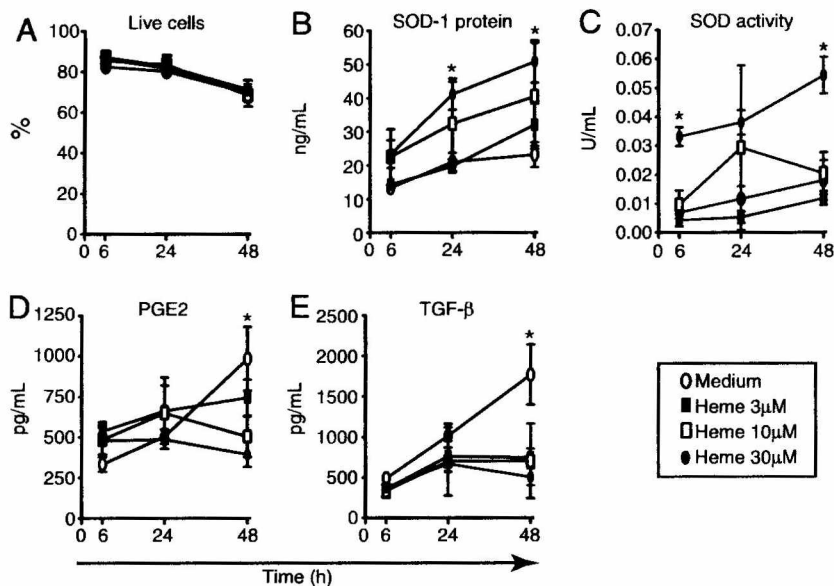 A
Live cells
%
100
80
60
40
20
0
0 6 24 48
B
SOD-1 protein
ng/mL
60
50
40
30
20
10
0
0 6 24 48
*
*
C
SOD activity
U/mL
0.07
0.06
0.05
0.04
0.03
0.02
0.01
0.00
0 6 24 48
*
*
D
PGE2
pg/mL
1250
1000
750
500
250
0
0 6 24 48
*
E
TGF-β
pg/mL
2500
2000
1500
1000
500
0
0 6 24 48
*
Medium
Heme 3µM
Heme 10µM
Heme 30µM
Time (h)